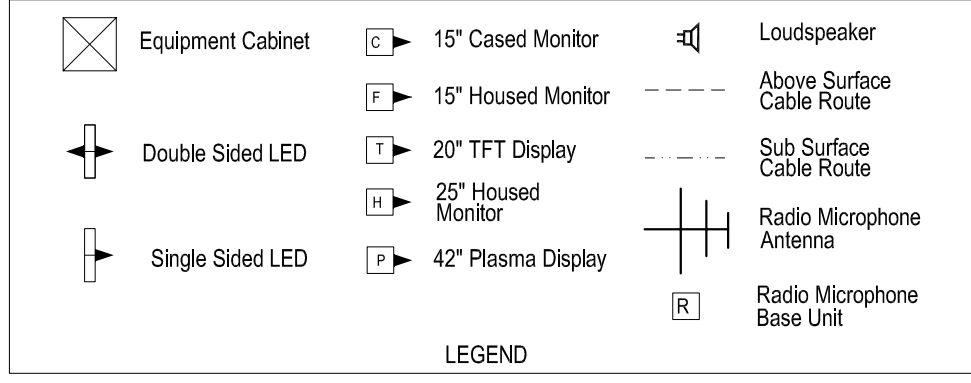 Equipment Cabinet
Double Sided LED
Single Sided LED
C
15" Cased Monitor
F
15" Housed Monitor
T
20" TFT Display
H
25" Housed
Monitor
P
42" Plasma Display
Loudspeaker
Above Surface
Cable Route
Sub Surface
Cable Route
Radio Microphone
Antenna
R
Radio Microphone
Base Unit
LEGEND